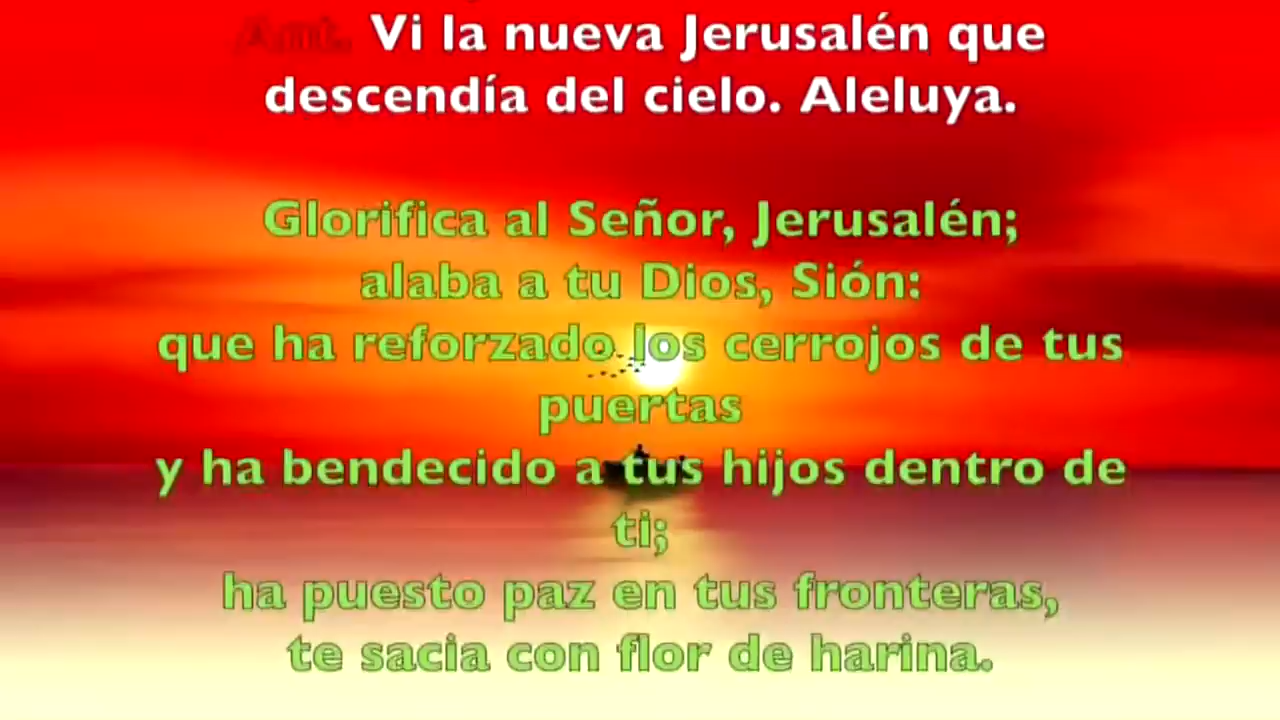 Ant. Vi la nueva Jerusalén que
descendía del cielo. Aleluya.
Glorifica al Señor, Jerusalén;
alaba a tu Dios, Sión:
que ha reforzado los cerrojos de tus
puertas
y ha bendecido a tus hijos dentro de
ti;
ha puesto paz en tus fronteras,
te sacia con flor de harina.